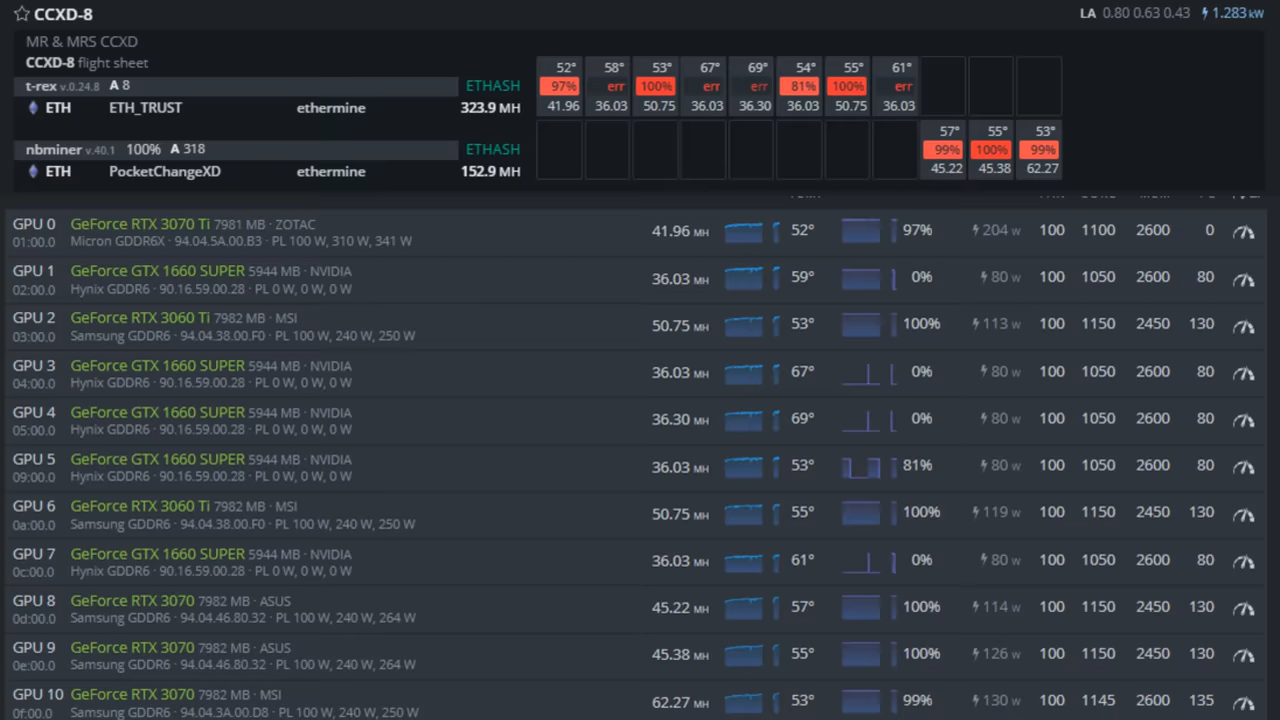 CCXD-8 LA 0.80 0.63 0.43 1.283 kW
MR & MRS CCXD
CCXD-8 flight sheet
52° 58° 53° 67° 69° 54° 55° 61°
t-rex v.0.24.8 A 8 ETHASH 97% err 100% err err 81% 100% err
ETH ETH_TRUST ethermine 323.9 MH 41.96 36.03 50.75 36.03 36.30 36.03 50.75 36.03
57° 55° 53°
nbminer v.40.1 100% A 318 ETHASH 99% 100% 99%
ETH PocketChangeXD ethermine 152.9 MH 45.22 45.38 62.27
GPU 0 GeForce RTX 3070 Ti 7981 MB · ZOTAC 41.96 MH 52° 97% 204 W 100 1100 2600 0
01:00.0 Micron GDDR6X · 94.04.5A.00.B3 · PL 100 W, 310 W, 341 W
GPU 1 GeForce GTX 1660 SUPER 5944 MB · NVIDIA 36.03 MH 59° 0% 80 W 100 1050 2600 80
02:00.0 Hynix GDDR6 · 90.16.59.00.28 · PL 0 W, 0 W, 0 W
GPU 2 GeForce RTX 3060 Ti 7982 MB · MSI 50.75 MH 53° 100% 113 W 100 1150 2450 130
03:00.0 Samsung GDDR6 · 94.04.38.00.F0 · PL 100 W, 240 W, 250 W
GPU 3 GeForce GTX 1660 SUPER 5944 MB · NVIDIA 36.03 MH 67° 0% 80 W 100 1050 2600 80
04:00.0 Hynix GDDR6 · 90.16.59.00.28 · PL 0 W, 0 W, 0 W
GPU 4 GeForce GTX 1660 SUPER 5944 MB · NVIDIA 36.30 MH 69° 0% 80 W 100 1050 2600 80
05:00.0 Hynix GDDR6 · 90.16.59.00.28 · PL 0 W, 0 W, 0 W
GPU 5 GeForce GTX 1660 SUPER 5944 MB · NVIDIA 36.03 MH 53° 81% 80 W 100 1050 2600 80
09:00.0 Hynix GDDR6 · 90.16.59.00.28 · PL 0 W, 0 W, 0 W
GPU 6 GeForce RTX 3060 Ti 7982 MB · MSI 50.75 MH 55° 100% 119 W 100 1150 2450 130
0a:00.0 Samsung GDDR6 · 94.04.38.00.F0 · PL 100 W, 240 W, 250 W
GPU 7 GeForce GTX 1660 SUPER 5944 MB · NVIDIA 36.03 MH 61° 0% 80 W 100 1050 2600 80
0c:00.0 Hynix GDDR6 · 90.16.59.00.28 · PL 0 W, 0 W, 0 W
GPU 8 GeForce RTX 3070 7982 MB · ASUS 45.22 MH 57° 100% 114 W 100 1150 2450 130
0d:00.0 Samsung GDDR6 · 94.04.46.80.32 · PL 100 W, 240 W, 264 W
GPU 9 GeForce RTX 3070 7982 MB · ASUS 45.38 MH 55° 100% 126 W 100 1150 2450 130
0e:00.0 Samsung GDDR6 · 94.04.46.80.32 · PL 100 W, 240 W, 264 W
GPU 10 GeForce RTX 3070 7982 MB · MSI 62.27 MH 53° 99% 130 W 100 1145 2600 135
0f:00.0 Samsung GDDR6 · 94.04.3A.00.D8 · PL 100 W, 240 W, 250 W